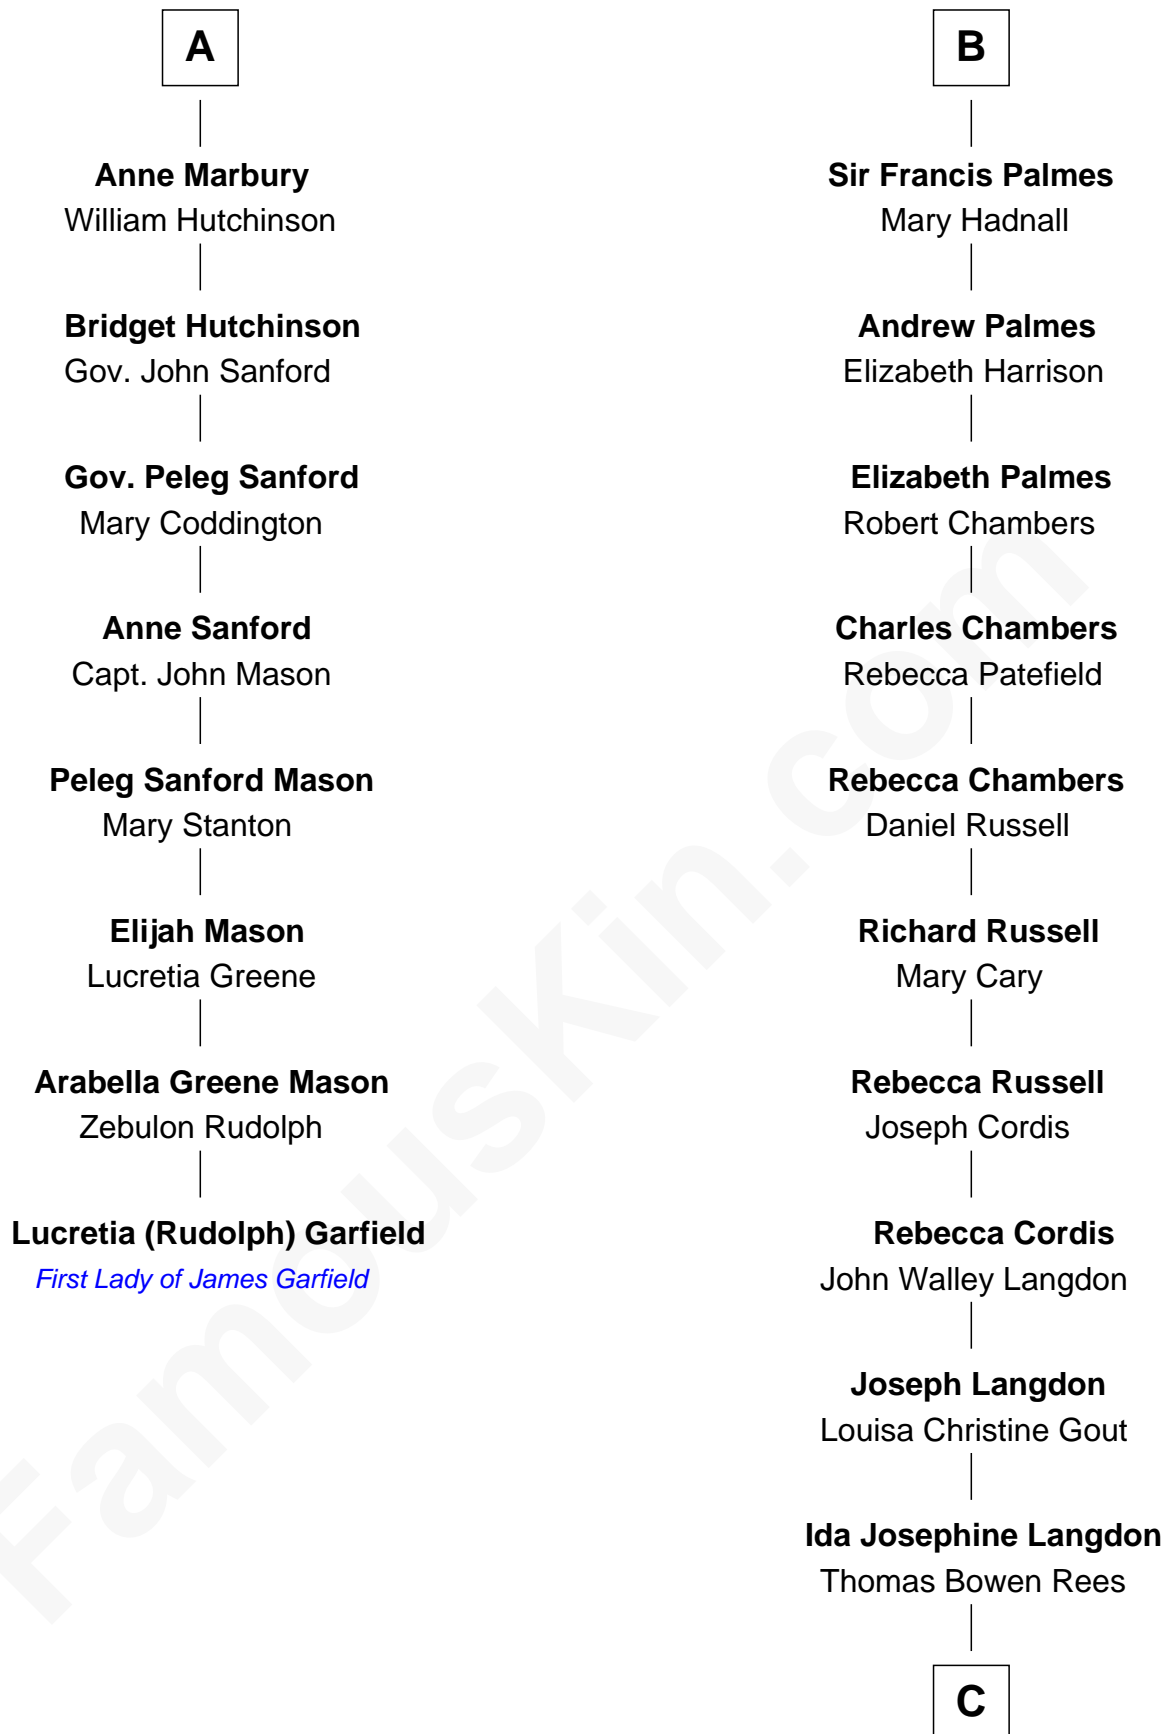 A
Anne Marbury
William Hutchinson
Bridget Hutchinson
Gov. John Sanford
Gov. Peleg Sanford
Mary Coddington
Anne Sanford
Capt. John Mason
Peleg Sanford Mason
Mary Stanton
Elijah Mason
Lucretia Greene
Arabella Greene Mason
Zebulon Rudolph
Lucretia (Rudolph) Garfield
First Lady of James Garfield
B
Sir Francis Palmes
Mary Hadnall
Andrew Palmes
Elizabeth Harrison
Elizabeth Palmes
Robert Chambers
Charles Chambers
Rebecca Patefield
Rebecca Chambers
Daniel Russell
Richard Russell
Mary Cary
Rebecca Russell
Joseph Cordis
Rebecca Cordis
John Walley Langdon
Joseph Langdon
Louisa Christine Gout
Ida Josephine Langdon
Thomas Bowen Rees
C
FamousKin.com